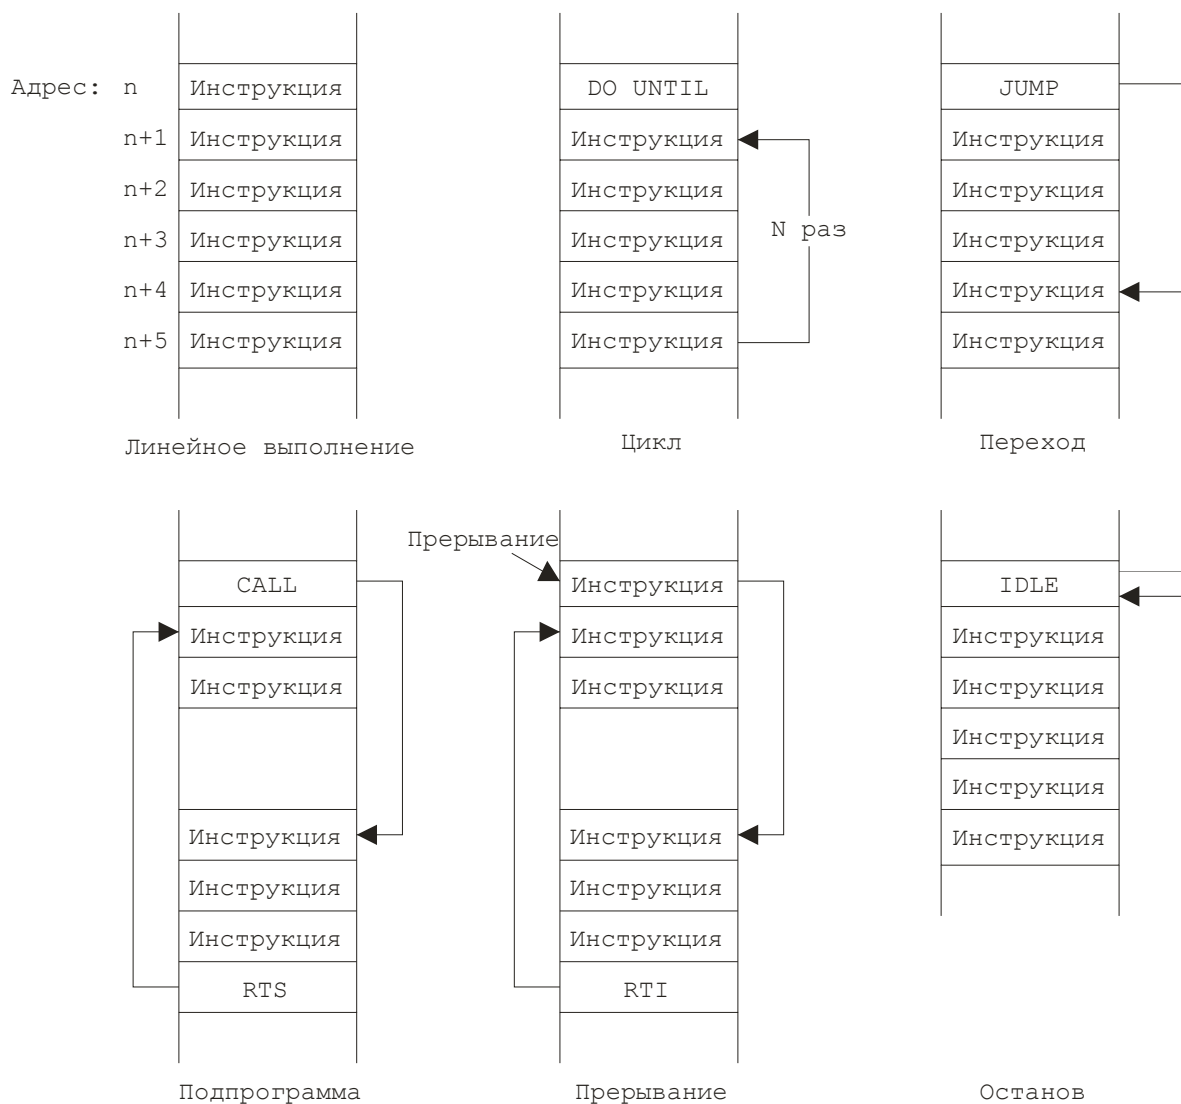 Адрес: n Инструкция DO UNTIL JUMP
n+1 Инструкция Инструкция Инструкция
n+2 Инструкция Инструкция Инструкция
n+3 Инструкция Инструкция N раз Инструкция
n+4 Инструкция Инструкция Инструкция
n+5 Инструкция Инструкция Инструкция
Линейное выполнение Цикл Переход
Прерывание
CALL Инструкция IDLE
Инструкция Инструкция Инструкция
Инструкция Инструкция Инструкция
Инструкция
Инструкция
Инструкция Инструкция Инструкция
Инструкция Инструкция
Инструкция Инструкция
RTS RTI
Подпрограмма Прерывание Останов